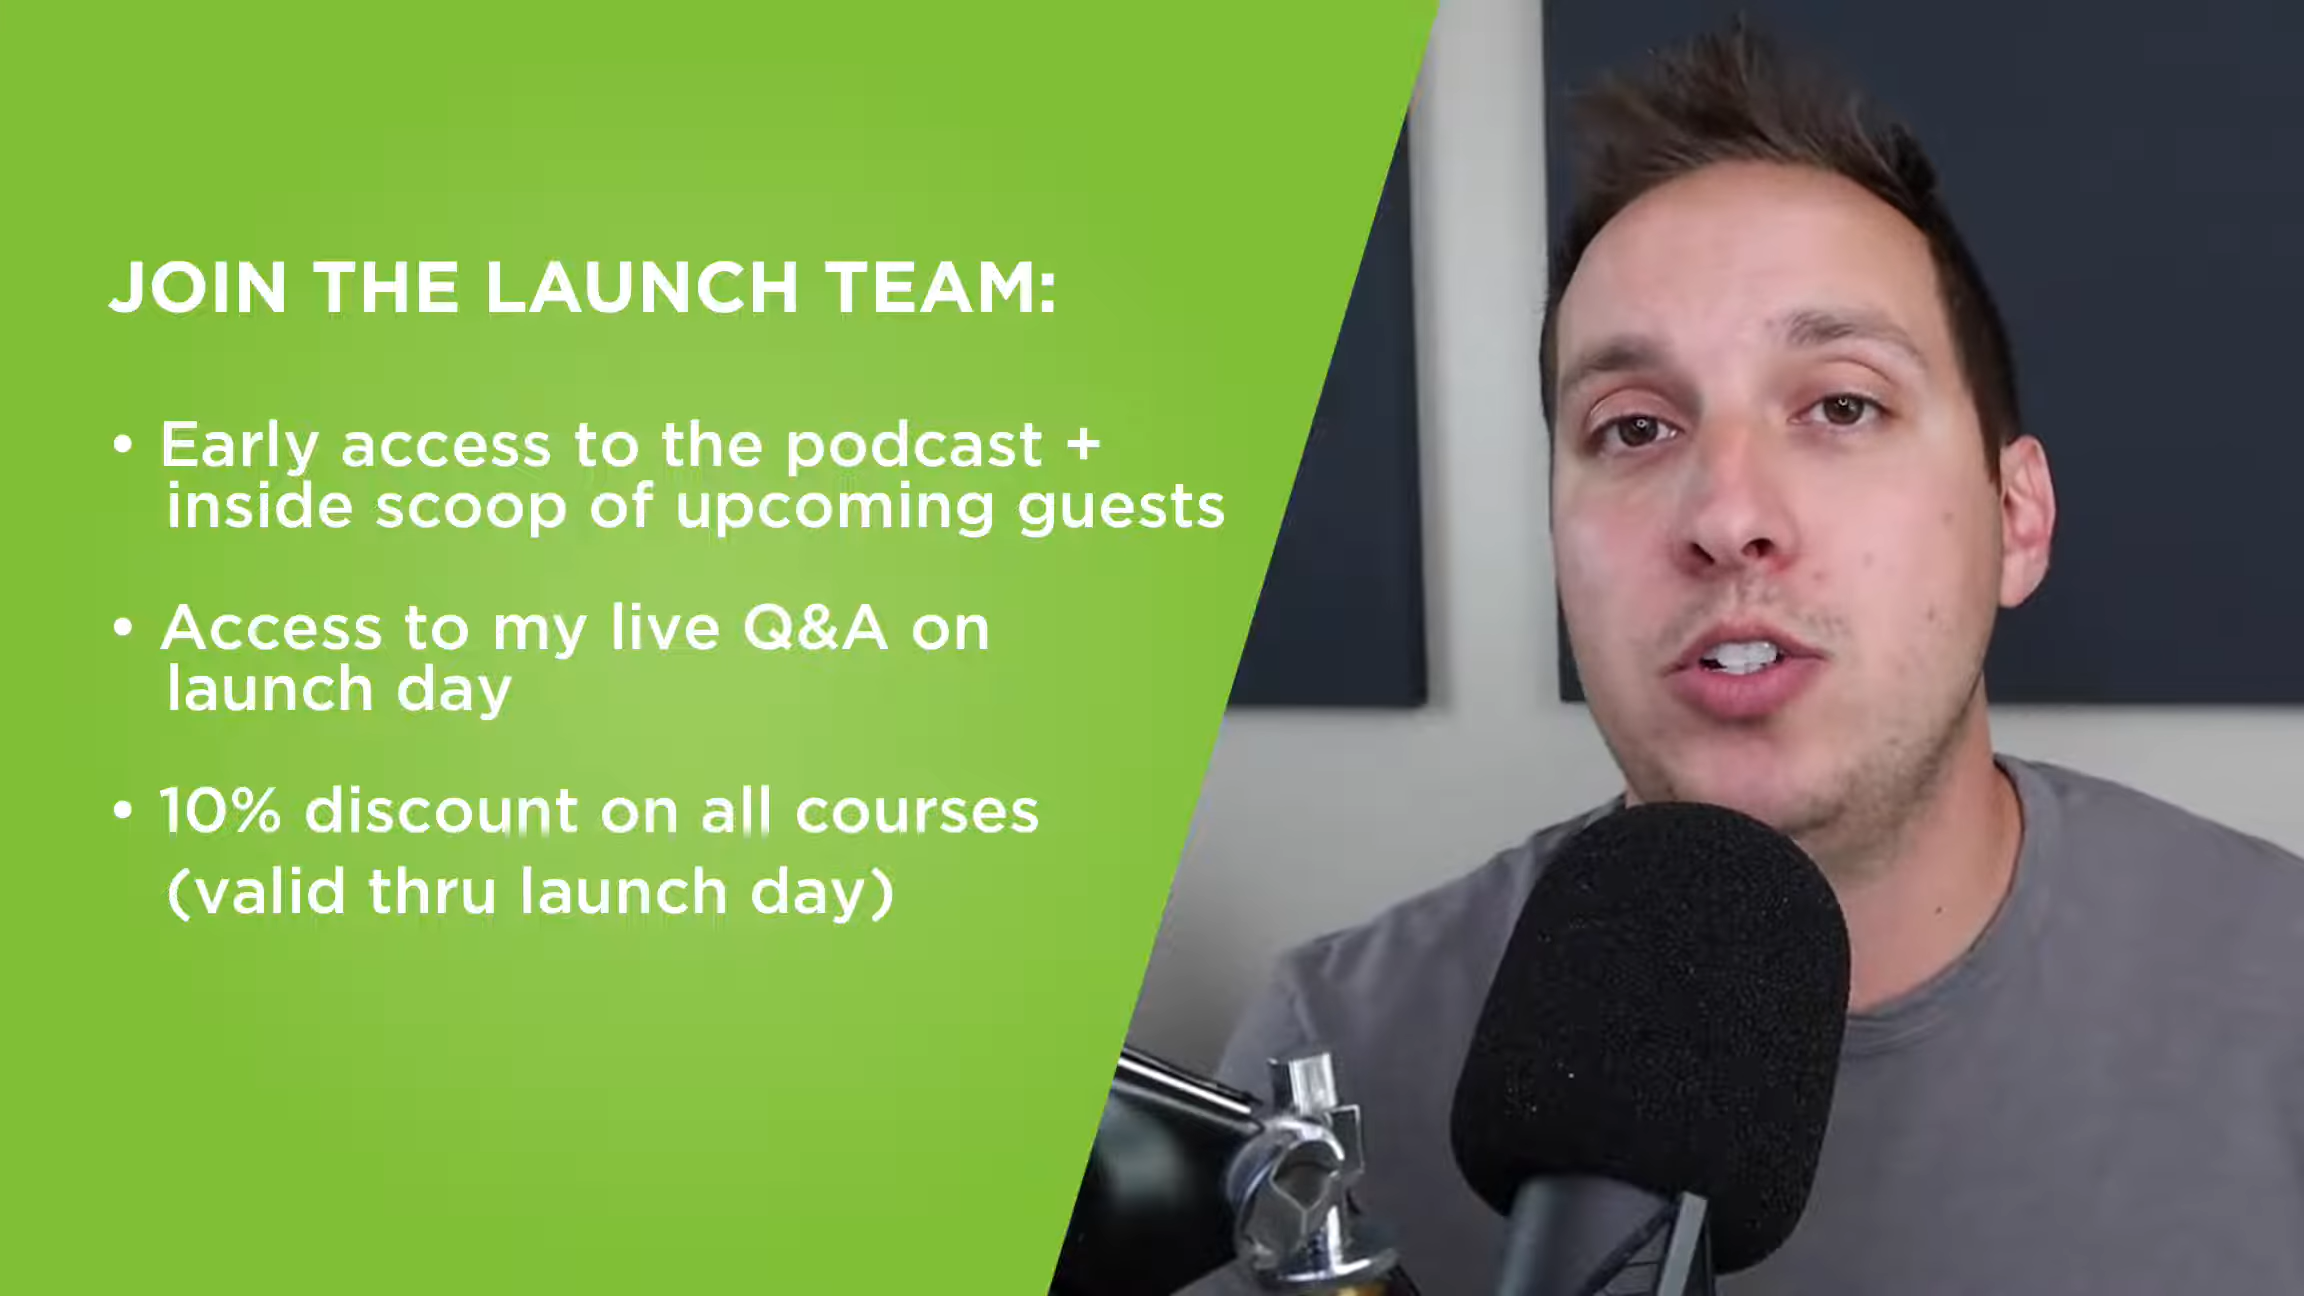 JOIN THE LAUNCH TEAM:
• Early access to the podcast +
inside scoop of upcoming guests
• Access to my live Q&A on
launch day
• 10% discount on all courses
(valid thru launch day)